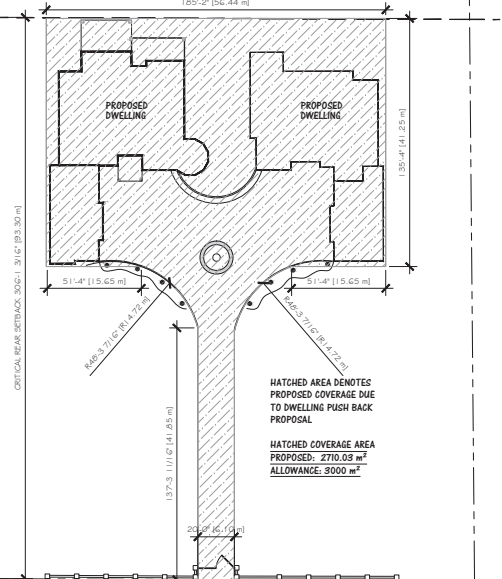 185'-2" [56.44 m]
PROPOSED
DWELLING
PROPOSED
DWELLING
135'-4" [41.25 m]
CRITICAL REAR SETBACK 306'-1 3/16" [93.30 m]
51'-4" [15.65 m]
51'-4" [15.65 m]
R48'-3 7/16" [R14.72 m]
R48'-3 7/16" [R14.72 m]
HATCHED AREA DENOTES
PROPOSED COVERAGE DUE
TO DWELLING PUSH BACK
PROPOSAL
HATCHED COVERAGE AREA
PROPOSED: 2710.03 m²
ALLOWANCE: 3000 m²
137'-3 11/16" [41.85 m]
20'-0" [6.10 m]